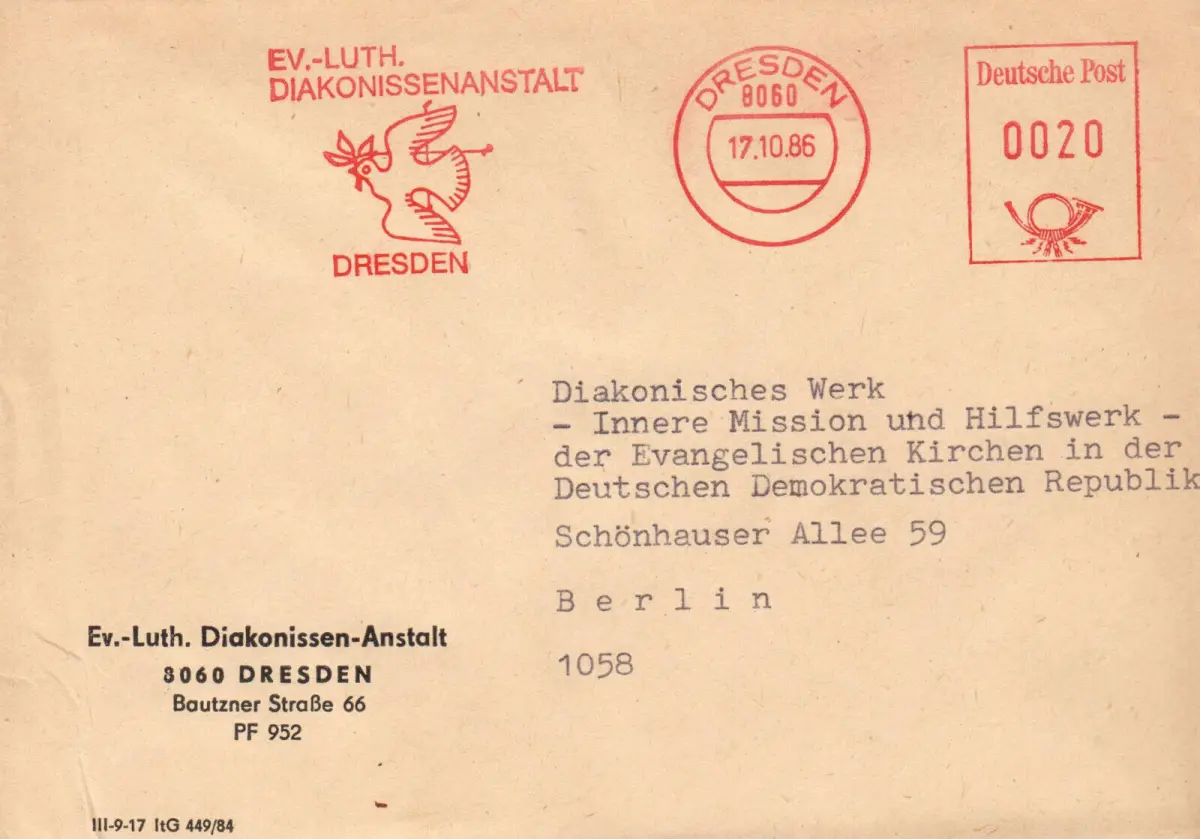 EV.-LUTH.
DIAKONISSENANSTALT
DRESDEN
DRESDEN
8060
17.10.86
Deutsche Post
0020
Diakonisches Werk
- Innere Mission und Hilfswerk -
der Evangelischen Kirchen in der
Deutschen Demokratischen Republik
Schönhauser Allee 59
B e r l i n
1058
Ev.-Luth. Diakonissen-Anstalt
8060 DRESDEN
Bautzner Straße 66
PF 952
III-9-17 ItG 449/84